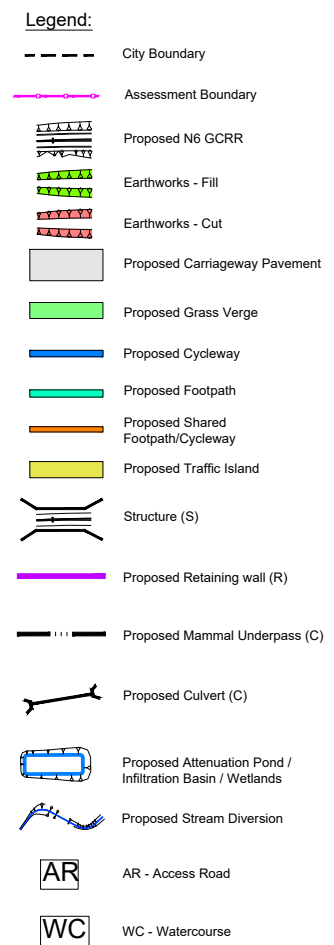 Legend:
City Boundary
Assessment Boundary
Proposed N6 GCRR
Earthworks - Fill
Earthworks - Cut
Proposed Carriageway Pavement
Proposed Grass Verge
Proposed Cycleway
Proposed Footpath
Proposed Shared
Footpath/Cycleway
Proposed Traffic Island
Structure (S)
Proposed Retaining wall (R)
Proposed Mammal Underpass (C)
Proposed Culvert (C)
Proposed Attenuation Pond /
Infiltration Basin / Wetlands
Proposed Stream Diversion
AR AR - Access Road
WC WC - Watercourse